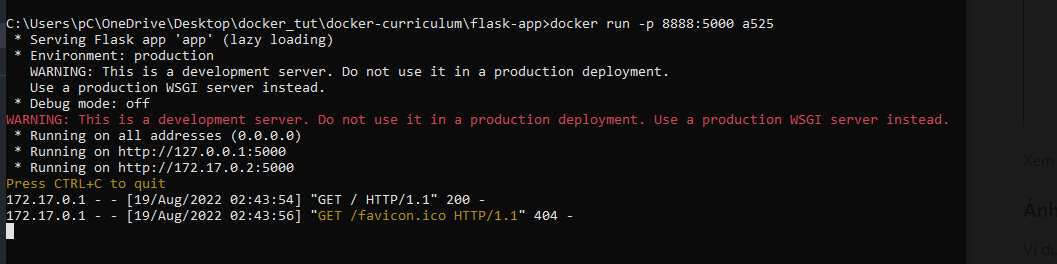 C:\Users\pC\OneDrive\Desktop\docker_tut\docker-curriculum\flask-app>docker run -p 8888:5000 a525
 * Serving Flask app 'app' (lazy loading)
 * Environment: production
   WARNING: This is a development server. Do not use it in a production deployment.
   Use a production WSGI server instead.
 * Debug mode: off
WARNING: This is a development server. Do not use it in a production deployment. Use a production WSGI server instead.
 * Running on all addresses (0.0.0.0)
 * Running on http://127.0.0.1:5000
 * Running on http://172.17.0.2:5000
Press CTRL+C to quit
172.17.0.1 - - [19/Aug/2022 02:43:54] "GET / HTTP/1.1" 200 -
172.17.0.1 - - [19/Aug/2022 02:43:56] "GET /favicon.ico HTTP/1.1" 404 -
Xem
Ảnh
Ví dụ